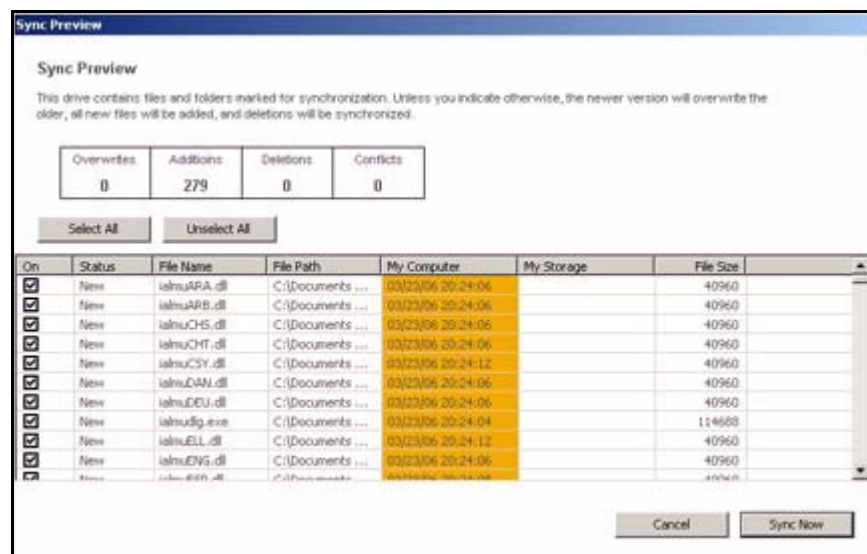 Sync Preview
Sync Preview
This drive contains files and folders marked for synchronization. Unless you indicate otherwise, the newer version will overwrite the
older, all new files will be added, and deletions will be synchronized.
Overwrites Additioins Deletions Conflicts
0 279 0 0
Select All Unselect All
On Status File Name File Path My Computer My Storage File Size
New ialmuARA.dll C:\Documents ... 03/23/06 20:24:06 40960
New ialmuARB.dll C:\Documents ... 03/23/06 20:24:06 40960
New ialmuCHS.dll C:\Documents ... 03/23/06 20:24:06 40960
New ialmuCHT.dll C:\Documents ... 03/23/06 20:24:06 40960
New ialmuCSY.dll C:\Documents ... 03/23/06 20:24:12 40960
New ialmuDAN.dll C:\Documents ... 03/23/06 20:24:06 40960
New ialmuDEU.dll C:\Documents ... 03/23/06 20:24:06 40960
New ialmudig.exe C:\Documents ... 03/23/06 20:24:04 114688
New ialmuELL.dll C:\Documents ... 03/23/06 20:24:12 40960
New ialmuENG.dll C:\Documents ... 03/23/06 20:24:06 40960
Cancel Sync Now